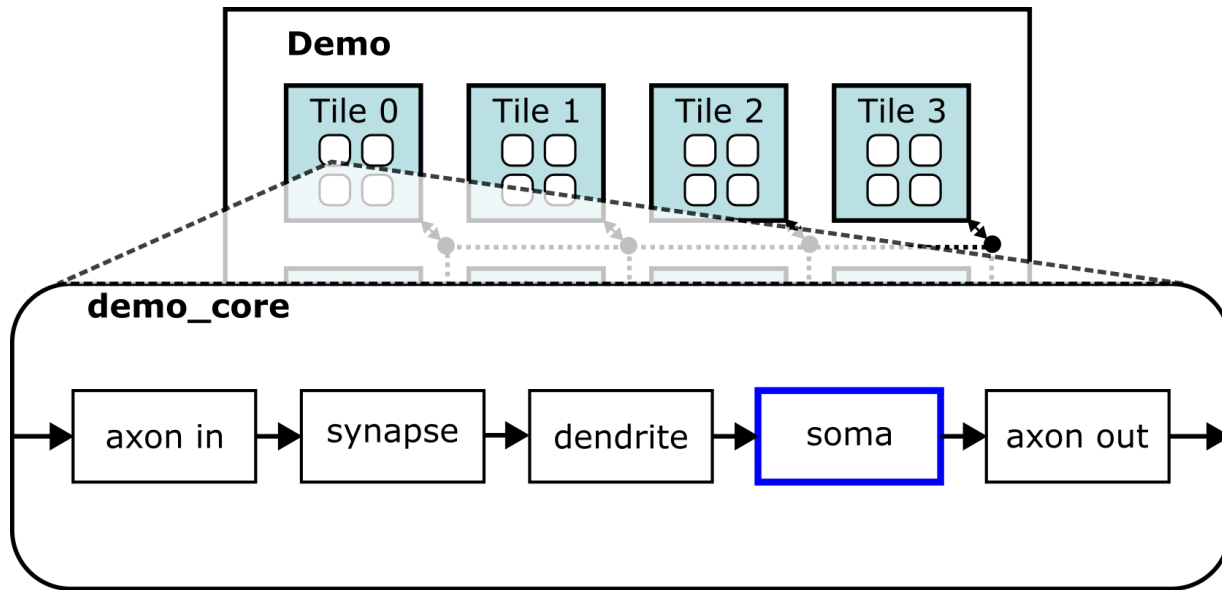 Demo
Tile 0
Tile 1
Tile 2
Tile 3
demo_core
axon in
synapse
dendrite
soma
axon out